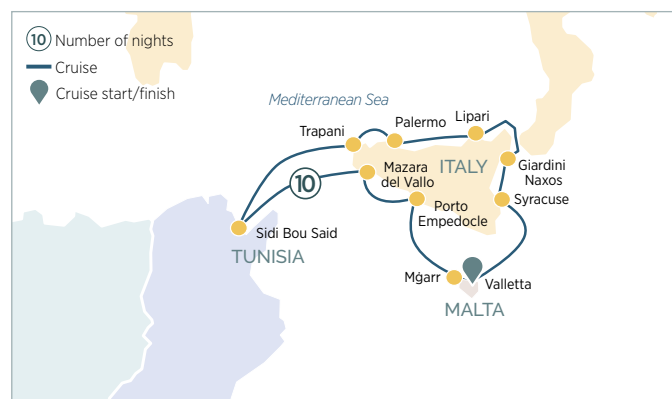 10 Number of nights
Cruise
Cruise start/finish
Mediterranean Sea
Lipari
Palermo
Trapani
ITALY
Mazara
del Vallo
Giardini
Naxos
10
Syracuse
Porto
Empedocle
Sidi Bou Said
TUNISIA
Mġarr
Valletta
MALTA